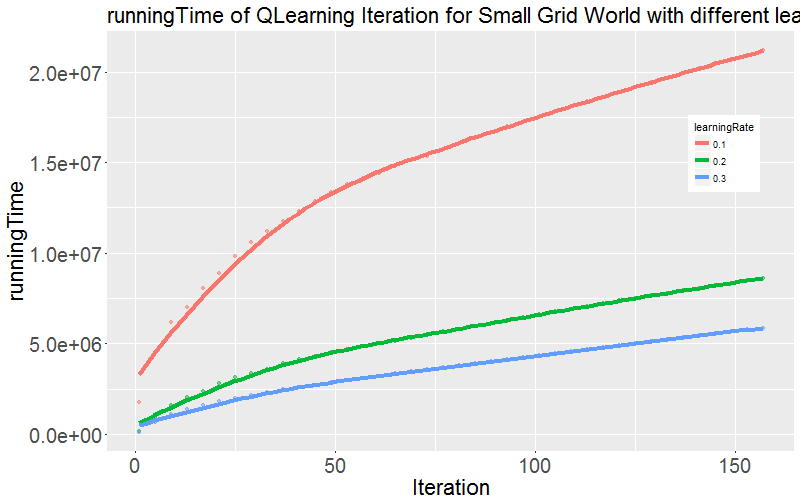 runningTime of QLearning Iteration for Small Grid World with different lea
runningTime
2.0e+07
1.5e+07
1.0e+07
5.0e+06
0.0e+00
learningRate
0.1
0.2
0.3
0
50
100
150
Iteration